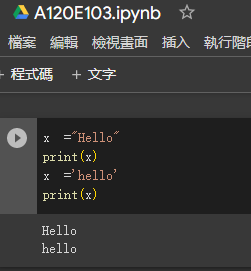 A120E103.ipynb
檔案 編輯 檢視畫面 插入 執行階段
+ 程式碼 + 文字
x ="Hello"
print(x)
x ='hello'
print(x)
Hello
hello